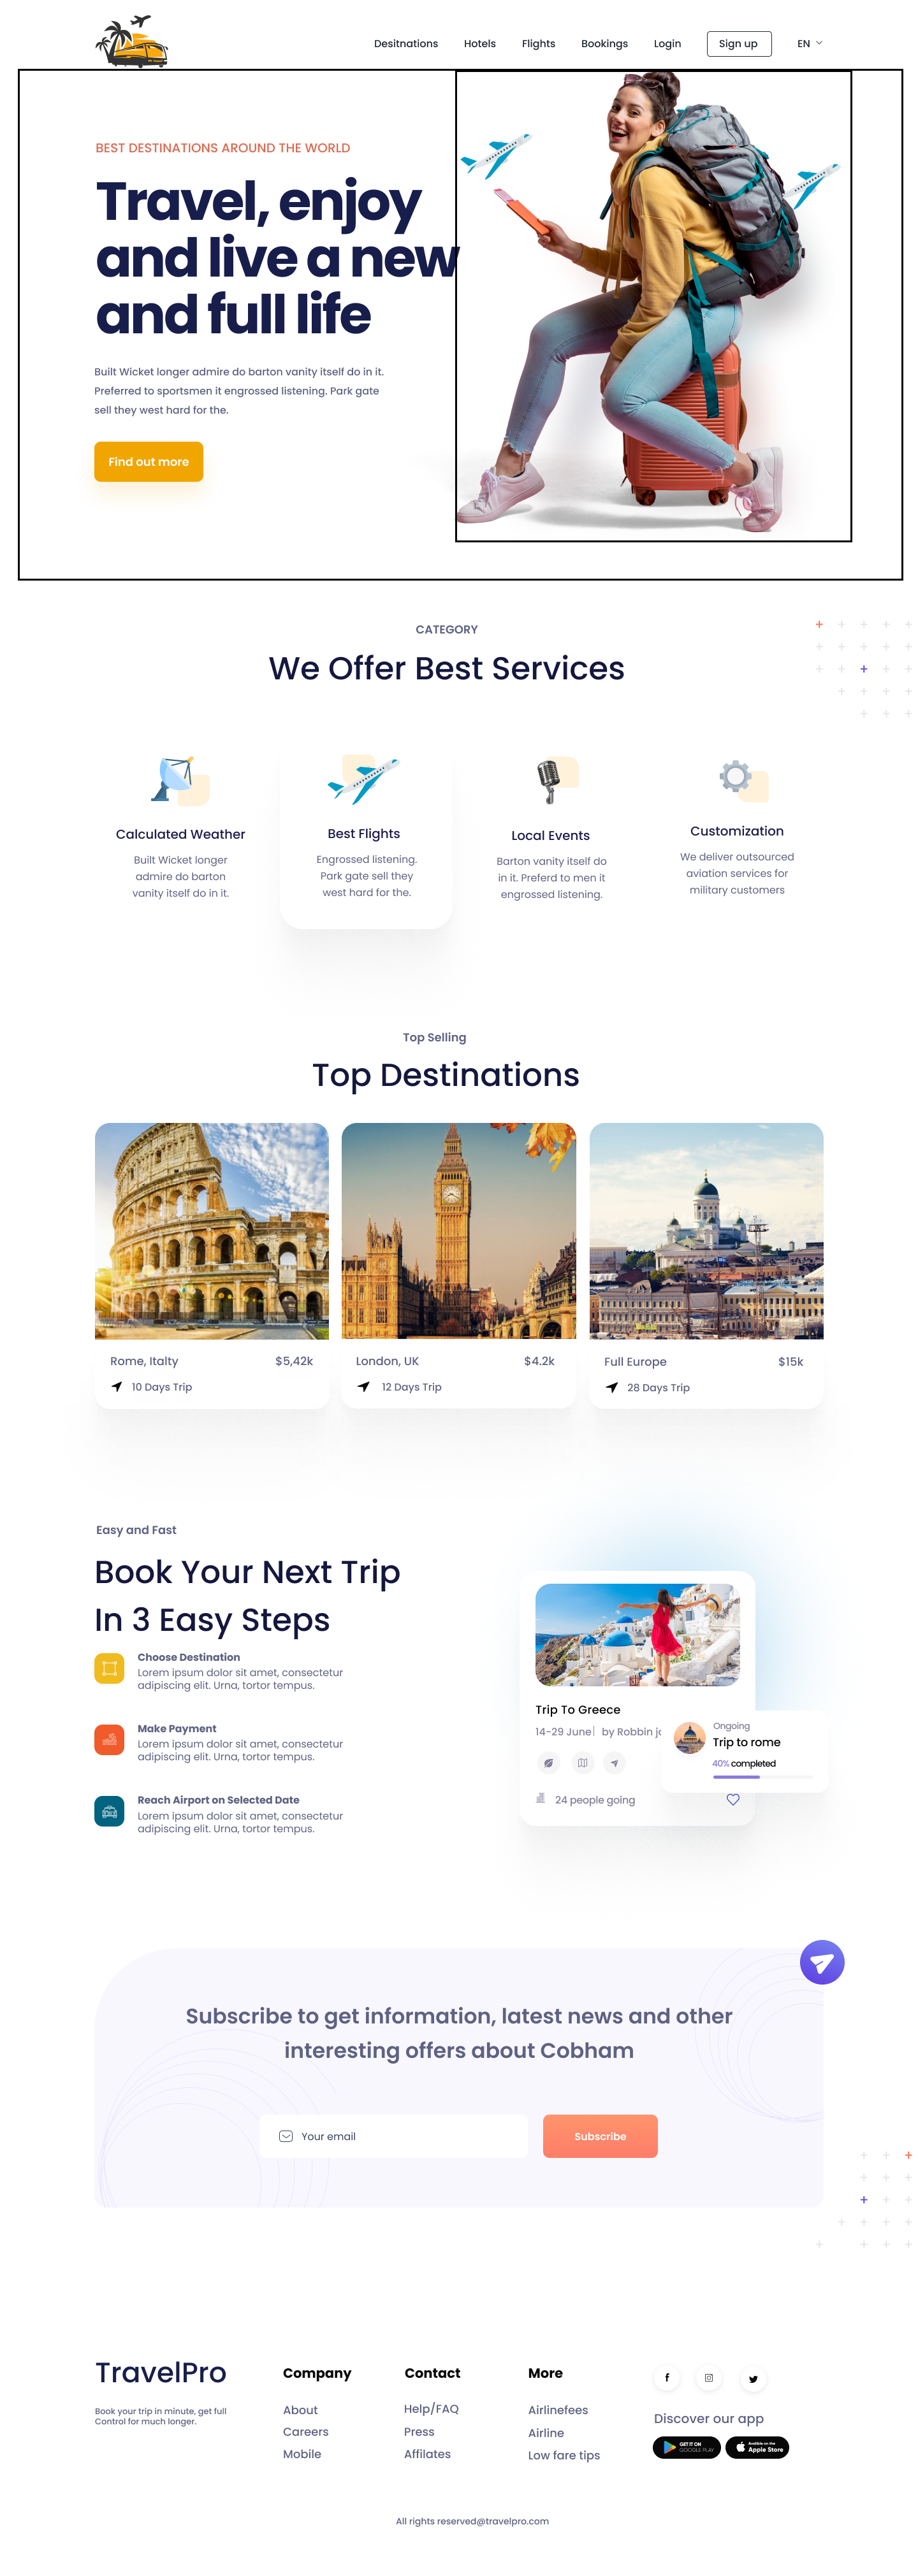 Desitnations Hotels Flights Bookings Login Sign up EN
BEST DESTINATIONS AROUND THE WORLD
Travel, enjoy
and live a new
and full life
Built Wicket longer admire do barton vanity itself do in it.
Preferred to sportsmen it engrossed listening. Park gate
sell they west hard for the.
Find out more
CATEGORY
We Offer Best Services
Calculated Weather
Built Wicket longer
admire do barton
vanity itself do in it.
Best Flights
Engrossed listening.
Park gate sell they
west hard for the.
Local Events
Barton vanity itself do
in it. Preferd to men it
engrossed listening.
Customization
We deliver outsourced
aviation services for
military customers
Top Selling
Top Destinations
Rome, Italty $5,42k
10 Days Trip
London, UK $4.2k
12 Days Trip
Full Europe $15k
28 Days Trip
Easy and Fast
Book Your Next Trip
In 3 Easy Steps
Choose Destination
Lorem ipsum dolor sit amet, consectetur
adipiscing elit. Urna, tortor tempus.
Make Payment
Lorem ipsum dolor sit amet, consectetur
adipiscing elit. Urna, tortor tempus.
Reach Airport on Selected Date
Lorem ipsum dolor sit amet, consectetur
adipiscing elit. Urna, tortor tempus.
Trip To Greece
14-29 June | by Robbin jo
24 people going
Ongoing
Trip to rome
40% completed
Subscribe to get information, latest news and other
interesting offers about Cobham
Your email
Subscribe
TravelPro
Book your trip in minute, get full
Control for much longer.
Company
About
Careers
Mobile
Contact
Help/FAQ
Press
Affilates
More
Airlinefees
Airline
Low fare tips
Discover our app
GET IT ON
GOOGLE PLAY
Available on the
Apple Store
All rights reserved@travelpro.com